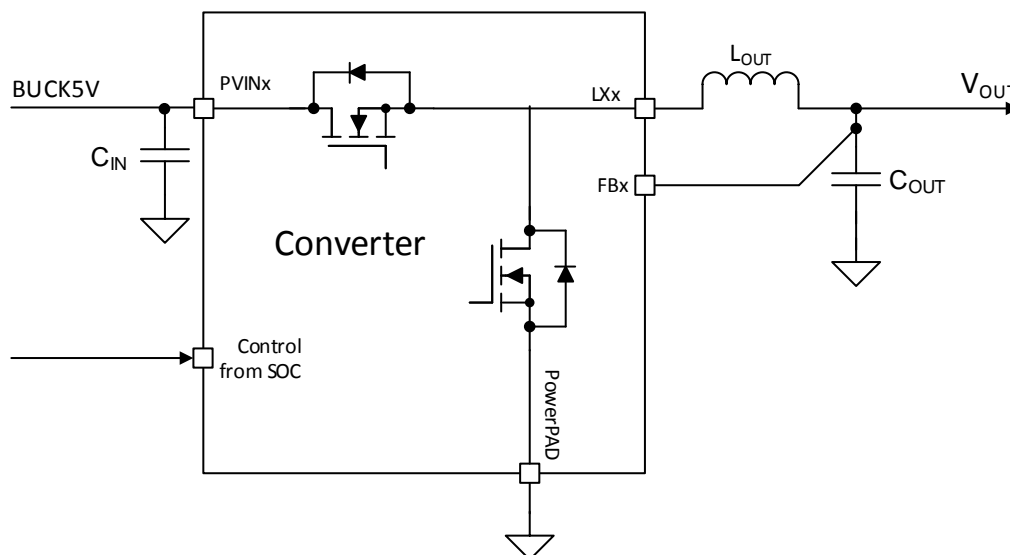 BUCK5V
PVINx
LXx
LOUT
VOUT
CIN
FBx
COUT
Converter
Control
from SOC
PowerPAD